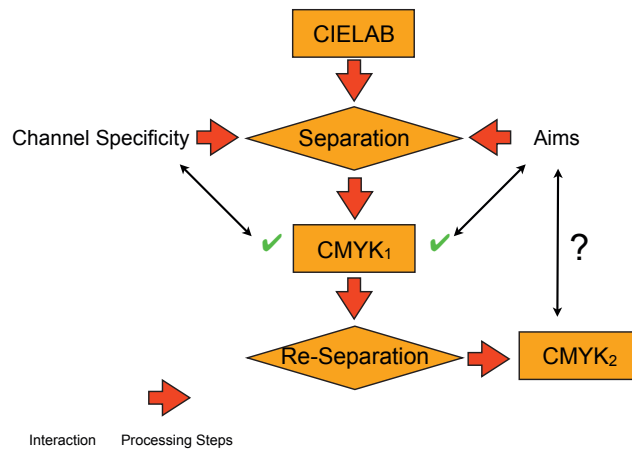 CIELAB
Channel Specificity
Separation
Aims
CMYK₁
?
Re-Separation
CMYK₂
Interaction
Processing Steps